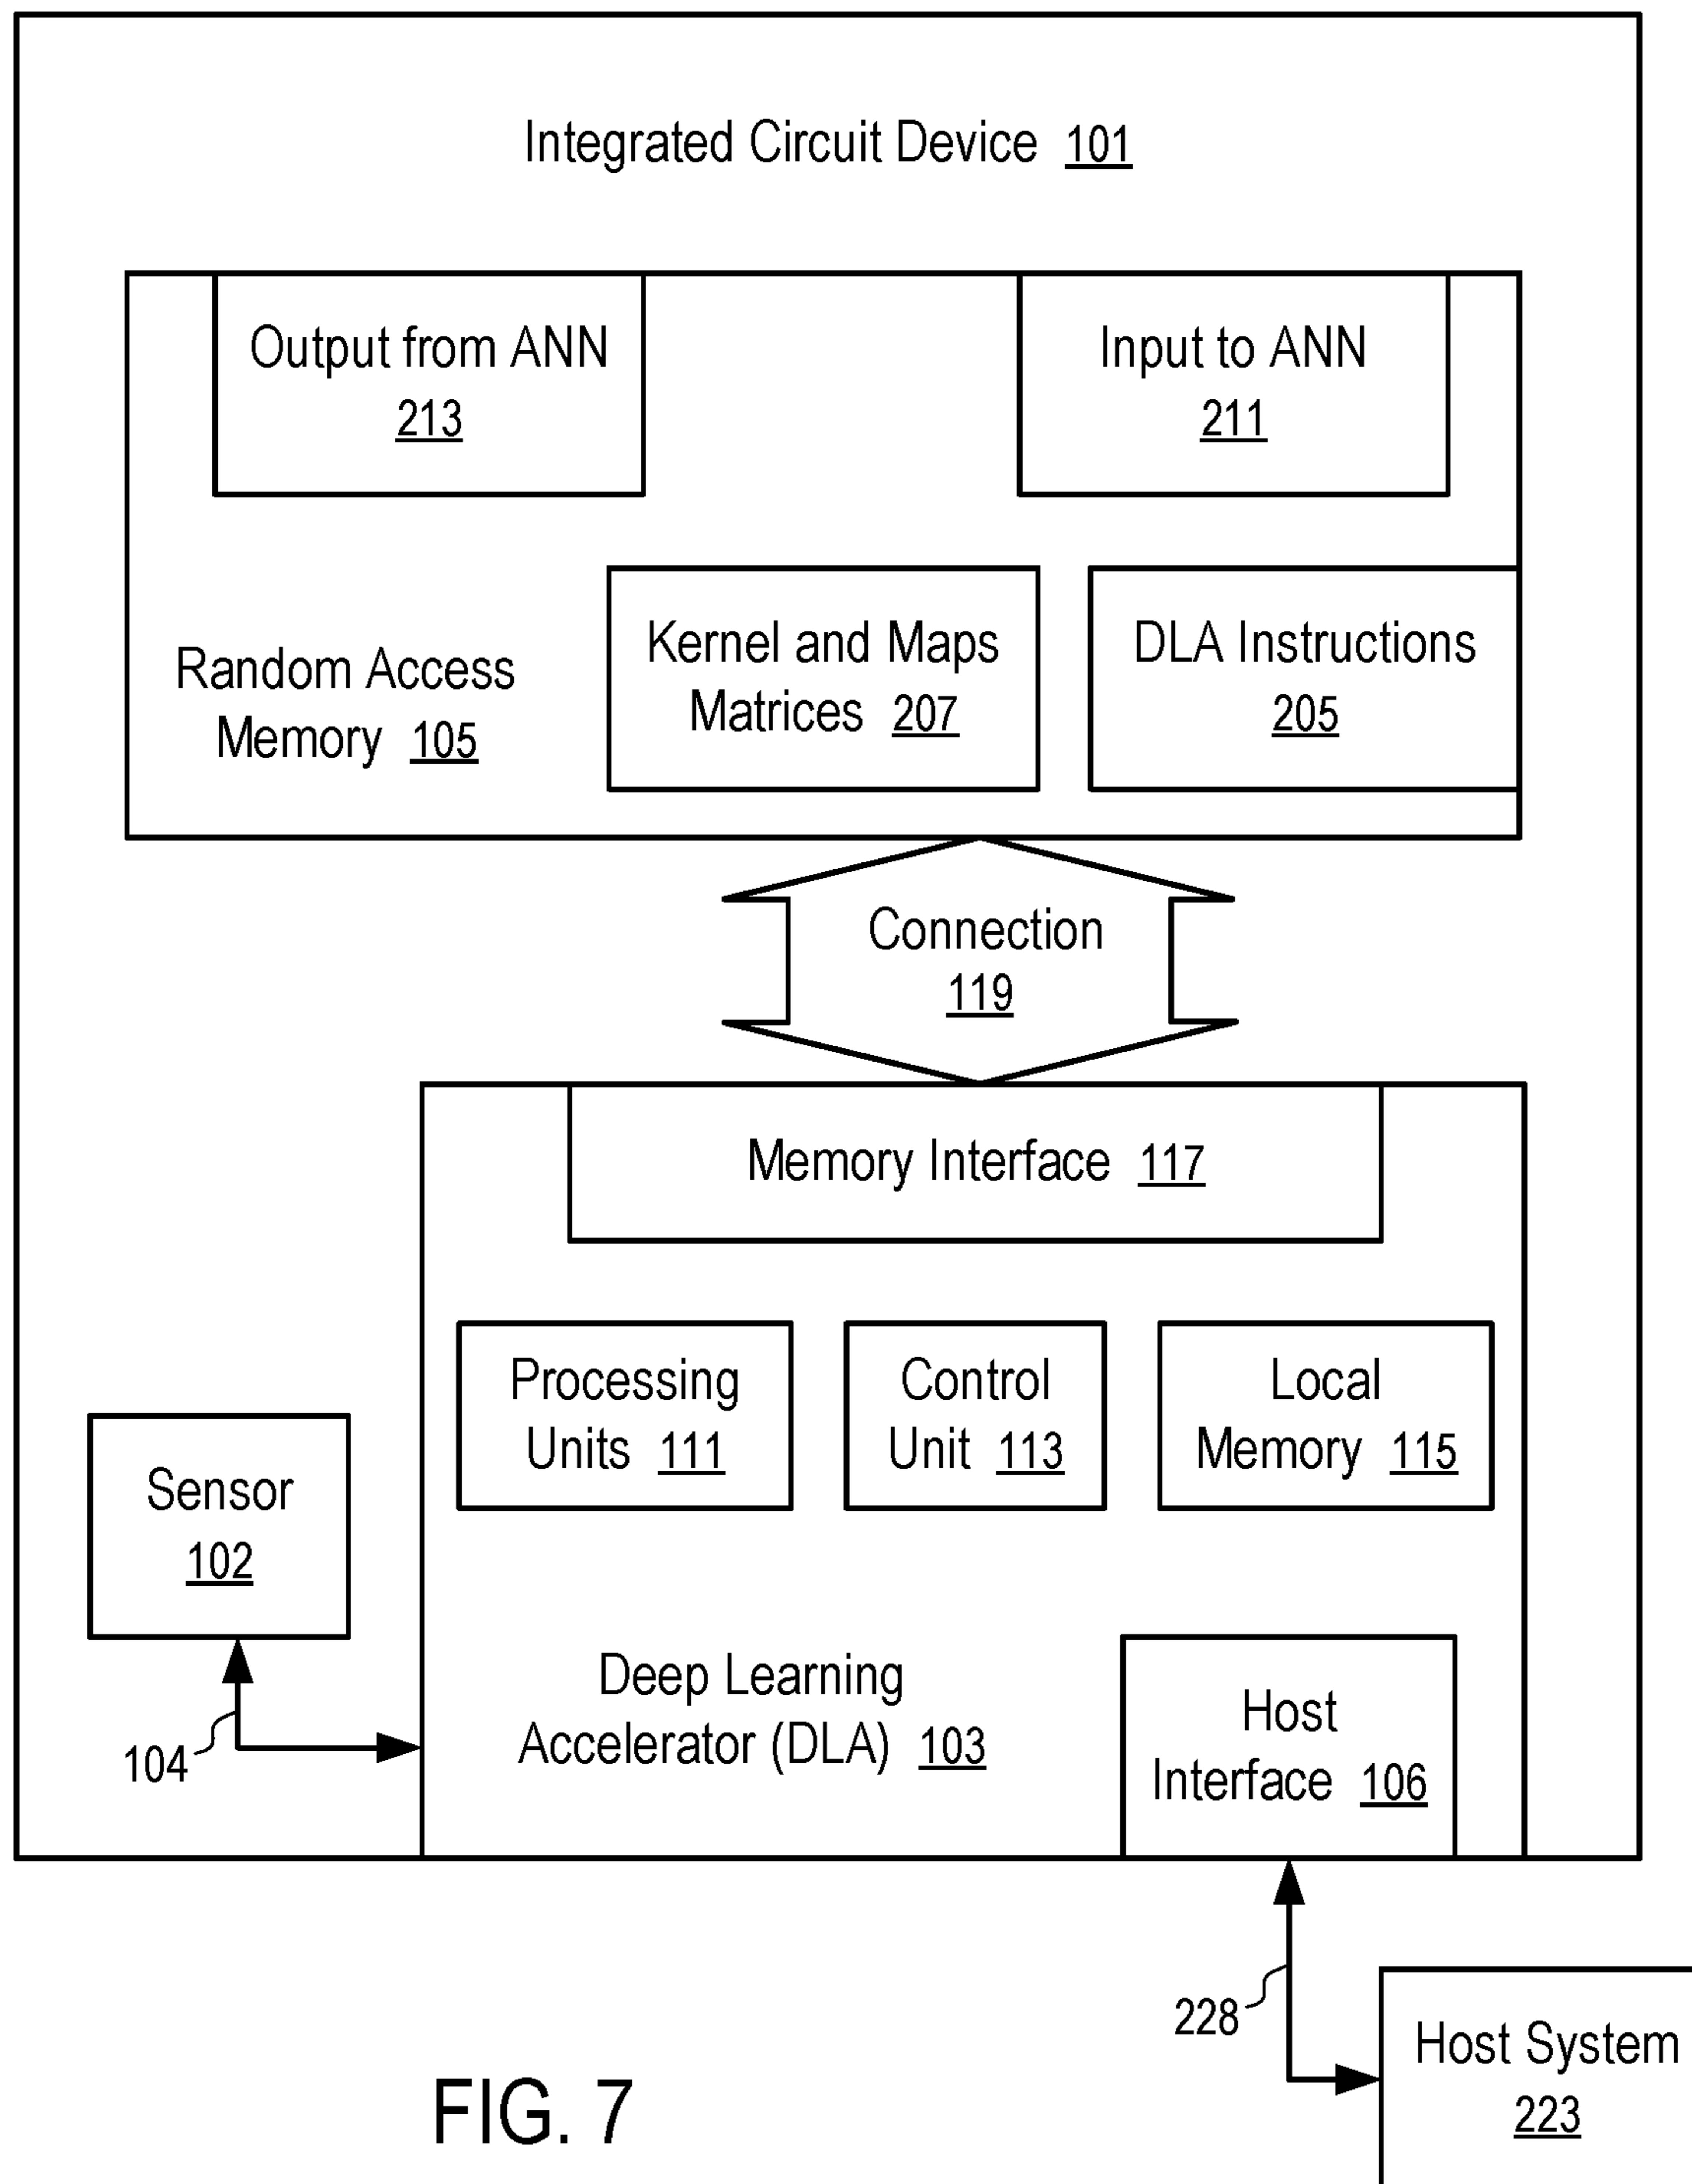 Integrated Circuit Device 101
Output from ANN
213
Input to ANN
211
Random Access
Memory 105
Kernel and Maps
Matrices 207
DLA Instructions
205
Connection
119
Memory Interface 117
Processing
Units 111
Control
Unit 113
Local
Memory 115
Sensor
102
104
Deep Learning
Accelerator (DLA) 103
Host
Interface 106
228
Host System
223
FIG. 7